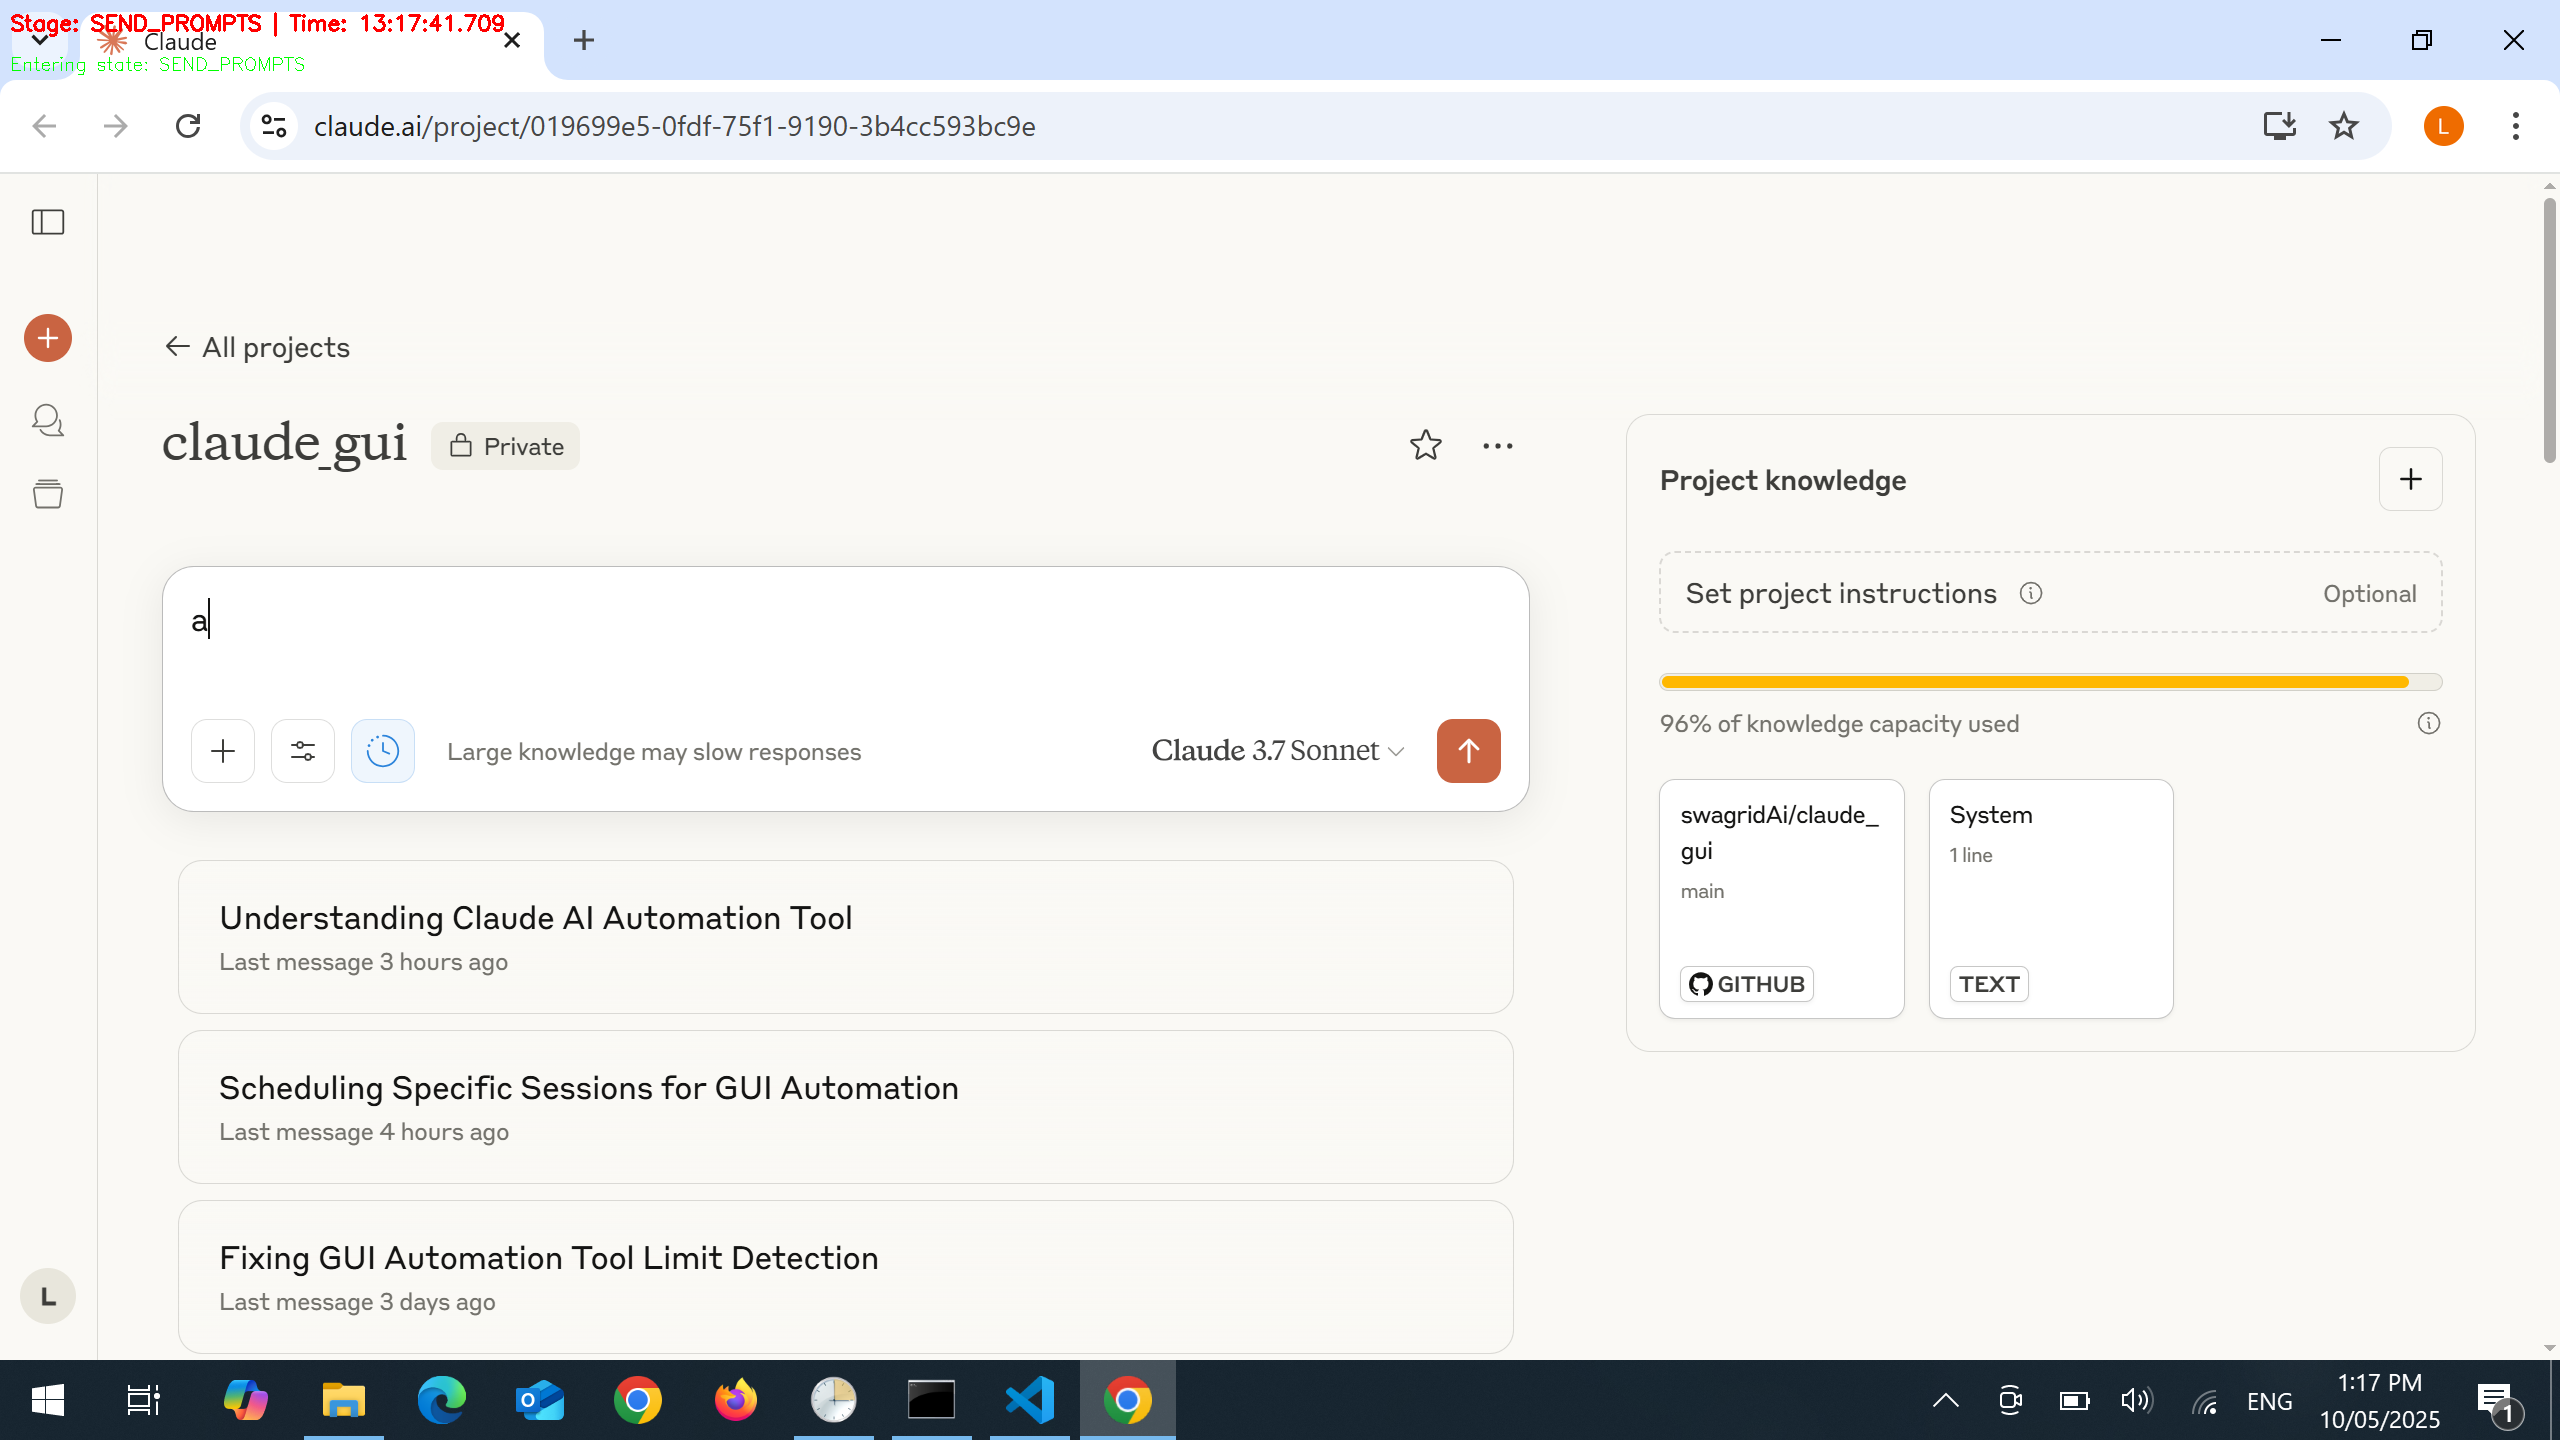 Stage: SEND_PROMPTS | Time: 13:17:41.709
Claude
Entering state: SEND_PROMPTS
claude.ai/project/019699e5-0fdf-75f1-9190-3b4cc593bc9e
L
All projects
claude_gui
Private
a
Large knowledge may slow responses
Claude 3.7 Sonnet
Understanding Claude AI Automation Tool
Last message 3 hours ago
Scheduling Specific Sessions for GUI Automation
Last message 4 hours ago
Fixing GUI Automation Tool Limit Detection
Last message 3 days ago
L
Project knowledge
Set project instructions
Optional
96% of knowledge capacity used
swagridAi/claude_
gui
main
GITHUB
System
1 line
TEXT
ENG
1:17 PM
10/05/2025
1